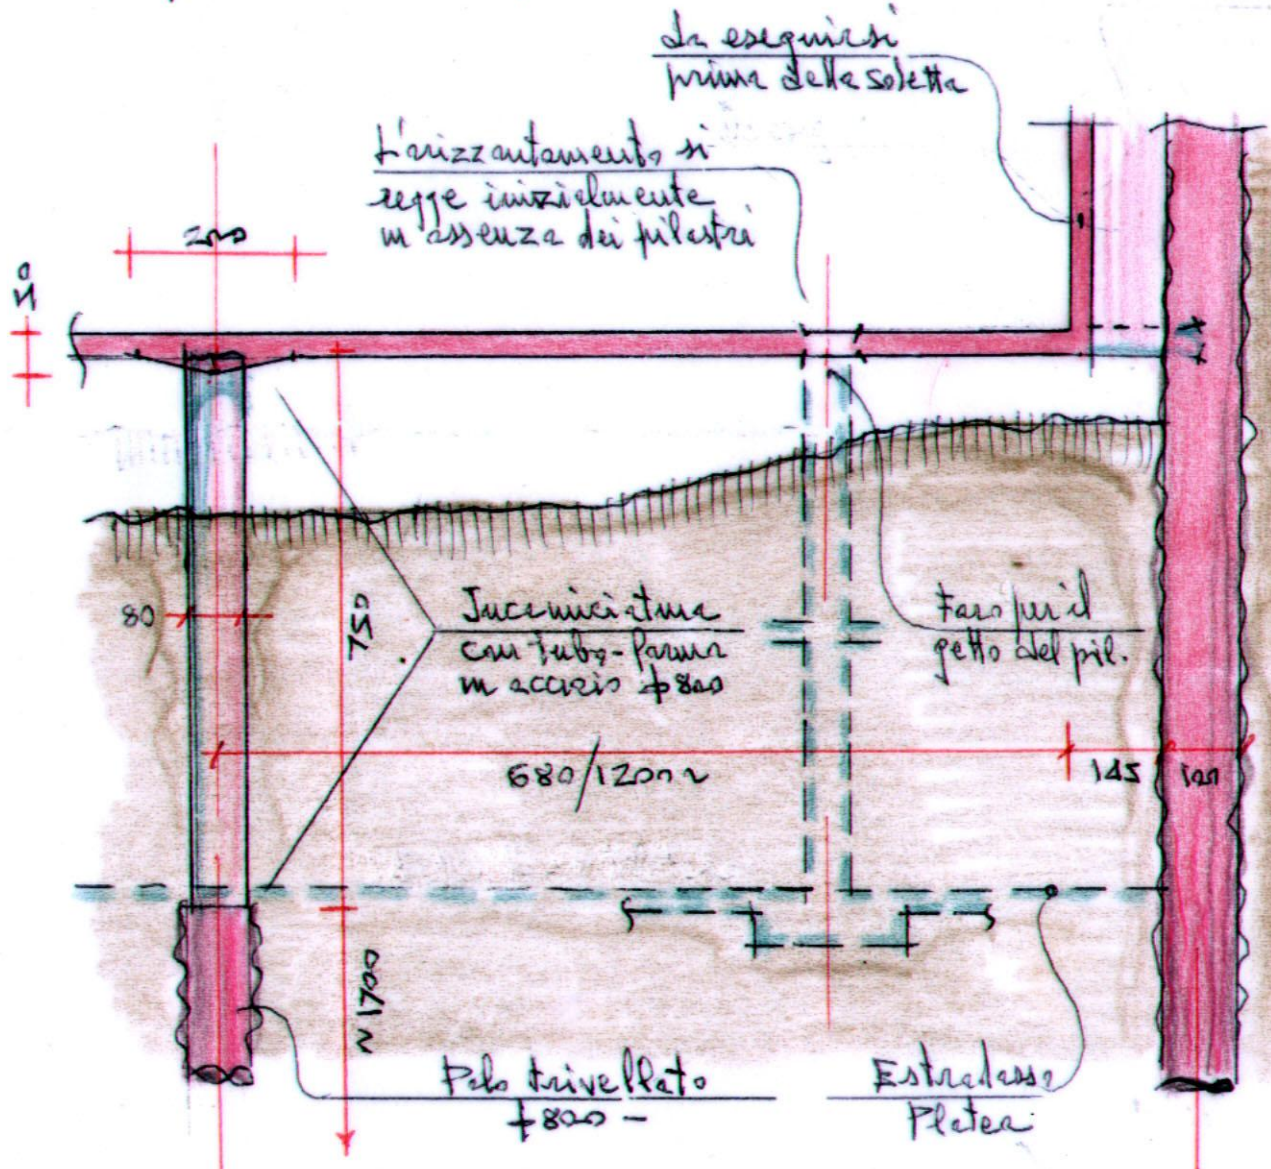 da eseguirsi
prima della soletta
L'orizzontamento si
regge inizialmente
in assenza dei pilastri
200
50
80
750
Incamiciatura
con tubo-forma
in acciaio ϕ800
Foro per il
getto del pil.
680/1200 ~
145
100
~ 1700
Palo trivellato
ϕ800 -
Estradosso
Platea